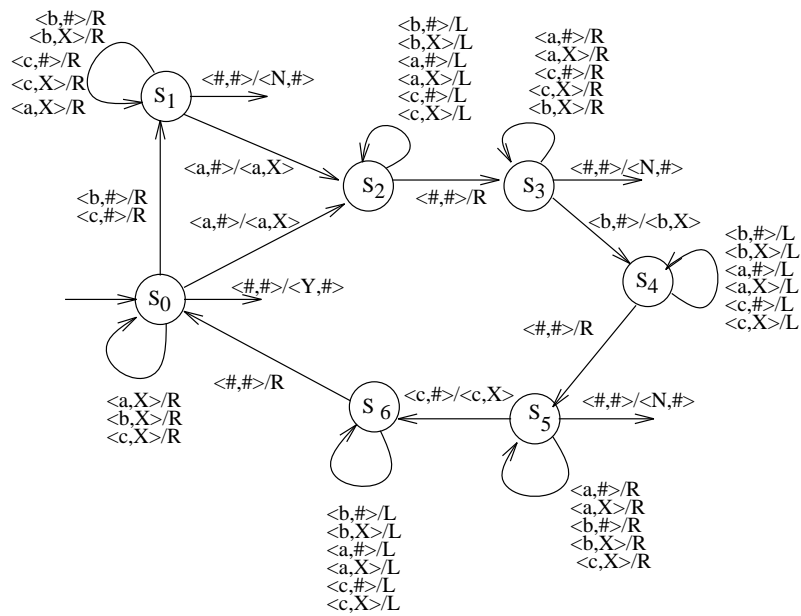 <b,#>/R
<b,X>/R
<c,#>/R
<c,X>/R
<a,X>/R
S1
<#,#>/<N,#>
<b,#>/L
<b,X>/L
<a,#>/L
<a,X>/L
<c,#>/L
<c,X>/L
<a,#>/R
<a,X>/R
<c,#>/R
<c,X>/R
<b,X>/R
<a,#>/<a,X>
S2
<#,#>/R
S3
<#,#>/<N,#>
<b,#>/R
<c,#>/R
<a,#>/<a,X>
<b,#>/<b,X>
S0
<#,#>/<Y,#>
S4
<b,#>/L
<b,X>/L
<a,#>/L
<a,X>/L
<c,#>/L
<c,X>/L
<#,#>/R
<#,#>/R
<a,X>/R
<b,X>/R
<c,X>/R
S6
<c,#>/<c,X>
S5
<#,#>/<N,#>
<b,#>/L
<b,X>/L
<a,#>/L
<a,X>/L
<c,#>/L
<c,X>/L
<a,#>/R
<a,X>/R
<b,#>/R
<b,X>/R
<c,X>/R